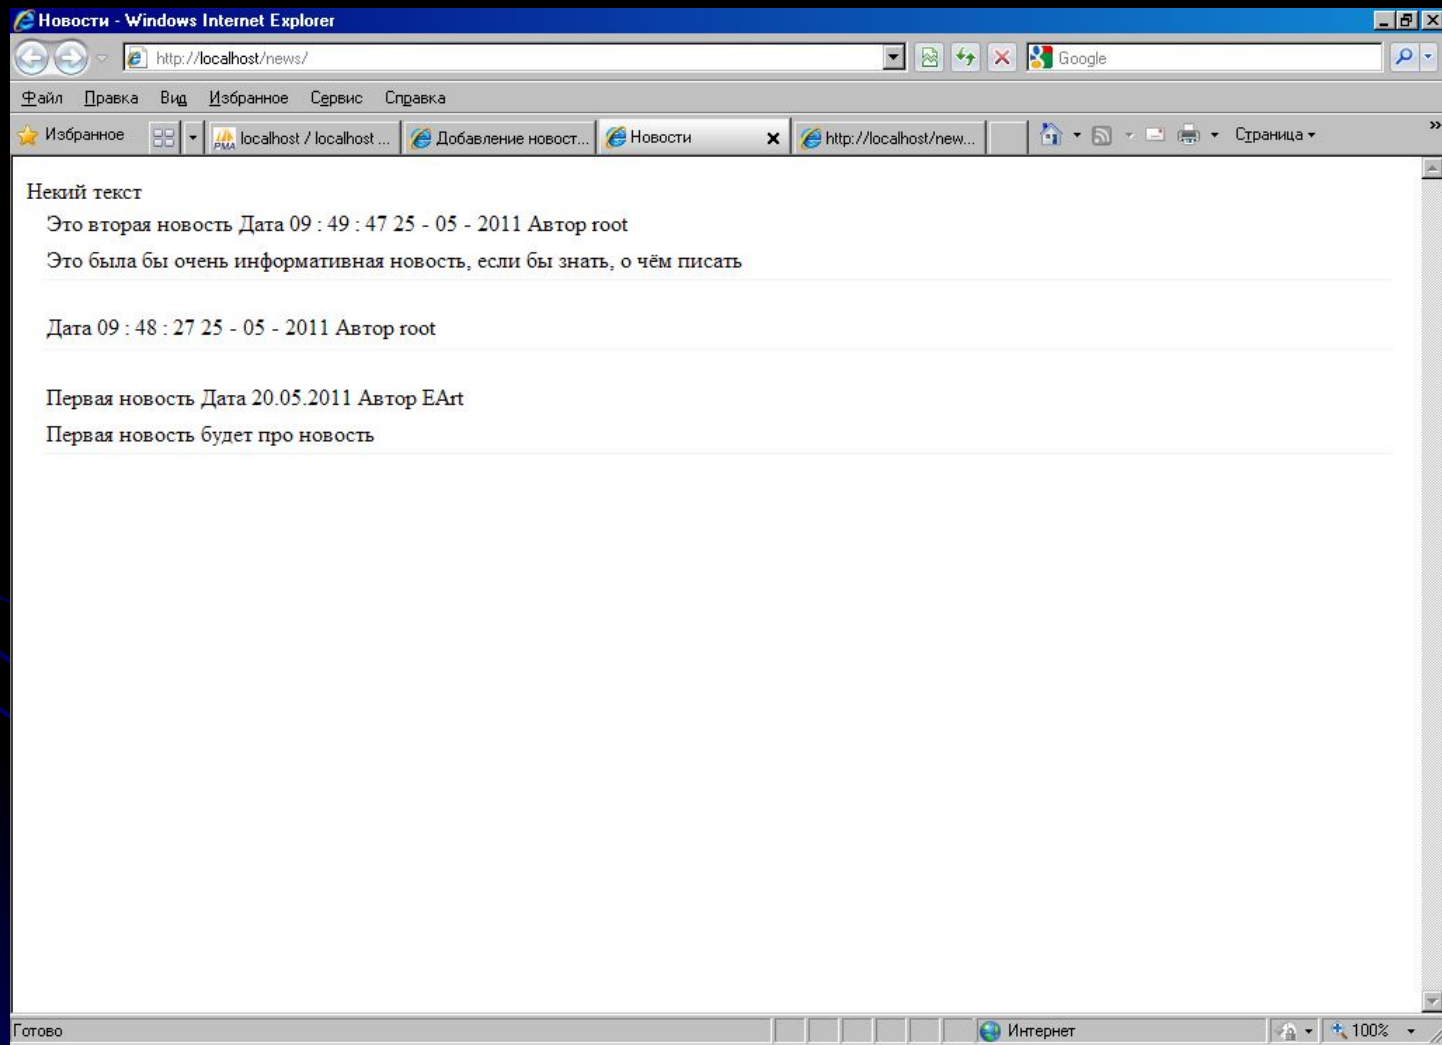 Новости - Windows Internet Explorer
http://localhost/news/
Google
Файл Правка Вид Избранное Сервис Справка
Избранное PMA localhost / localhost ... Добавление новост... Новости http://localhost/new... Страница
Некий текст
Это вторая новость Дата 09 : 49 : 47 25 - 05 - 2011 Автор root
Это была бы очень информативная новость, если бы знать, о чём писать
Дата 09 : 48 : 27 25 - 05 - 2011 Автор root
Первая новость Дата 20.05.2011 Автор EArt
Первая новость будет про новость
Готово Интернет 100%